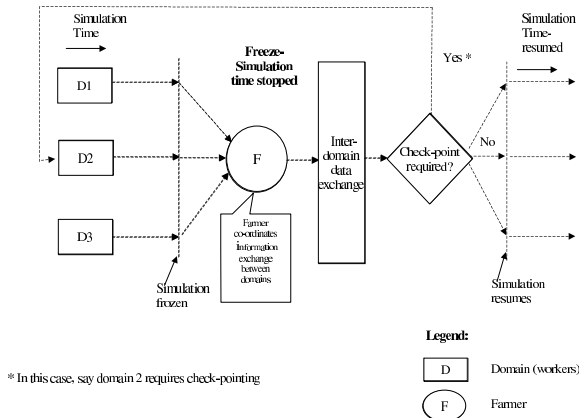 Simulation
Time
Freeze-
Simulation
time stopped
Yes *
Simulation
Time-
resumed
D1
D2
D3
F
Inter-
domain
data
exchange
Check-point
required?
No
Farmer
co-ordinates
Information
exchange
between
domains
Simulation
frozen
Simulation
resumes
Legend:
D
Domain (workers)
F
Farmer
* In this case, say domain 2 requires check-pointing